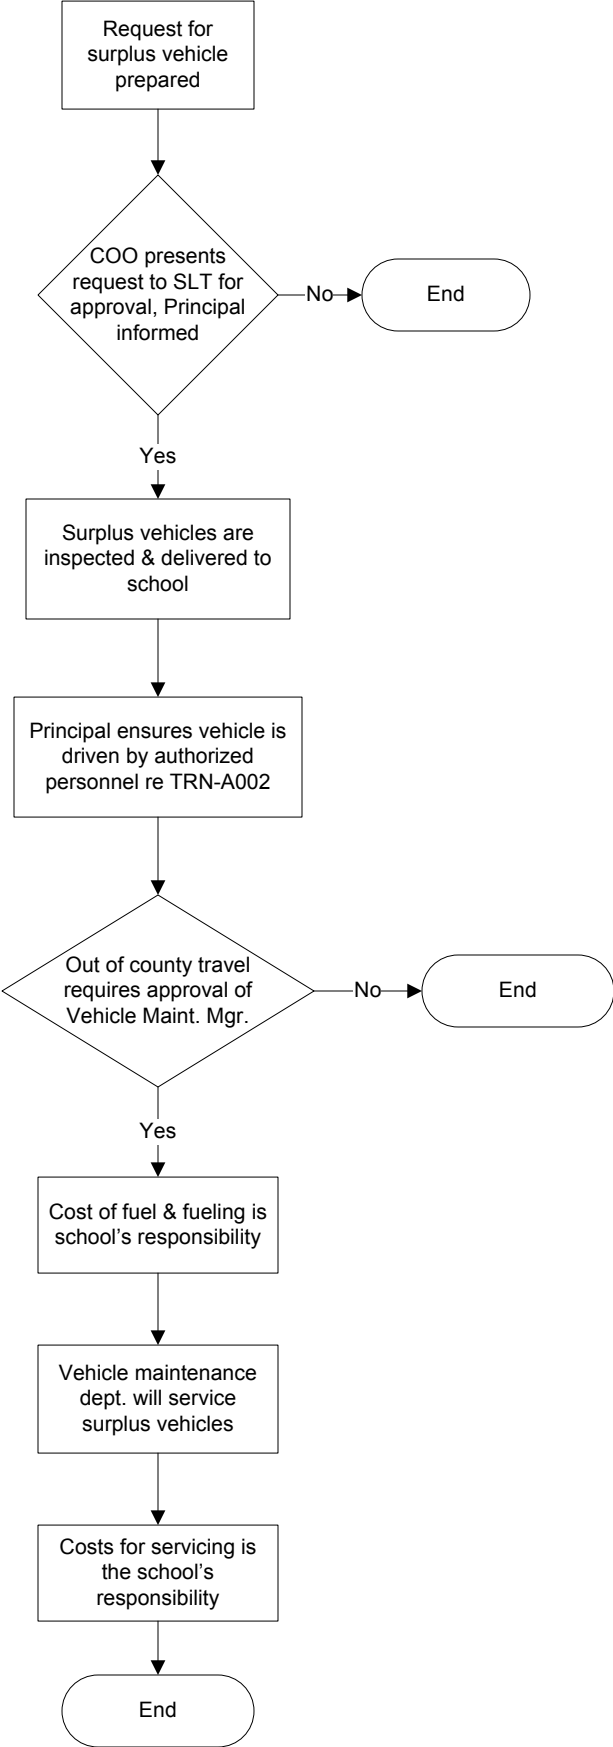 Request for
surplus vehicle
prepared
COO presents
request to SLT for
approval, Principal
informed
No
End
Yes
Surplus vehicles are
inspected & delivered to
school
Principal ensures vehicle is
driven by authorized
personnel re TRN-A002
Out of county travel
requires approval of
Vehicle Maint. Mgr.
No
End
Yes
Cost of fuel & fueling is
school’s responsibility
Vehicle maintenance
dept. will service
surplus vehicles
Costs for servicing is
the school’s
responsibility
End